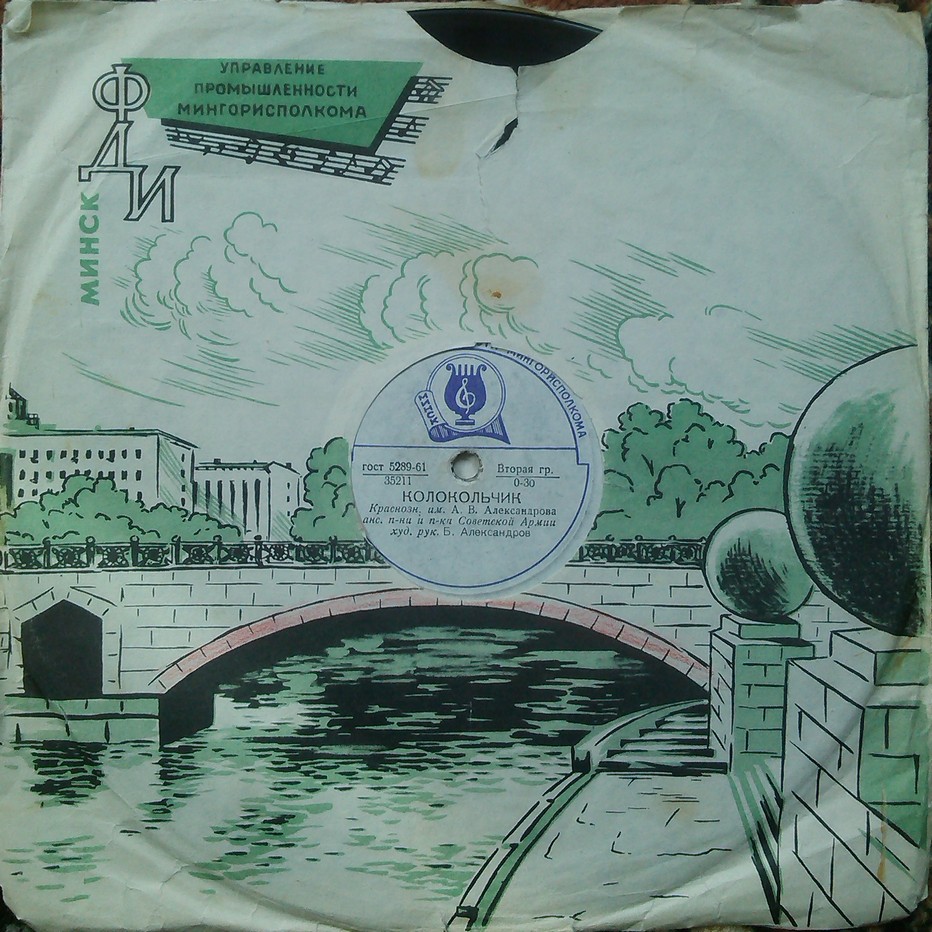 УПРАВЛЕНИЕ
ПРОМЫШЛЕННОСТИ
МИНГОРИСПОЛКОМА
ФДИ
МИНСК
МИНГОРИСПОЛКОМА
МИНСК
ГОСТ 5289-61 Вторая гр.
35211 0-30
КОЛОКОЛЬЧИК
Краснозн. им. А. В. Александрова
анс. п-ни и п-ки Советской Армии
худ. рук. Б. Александров